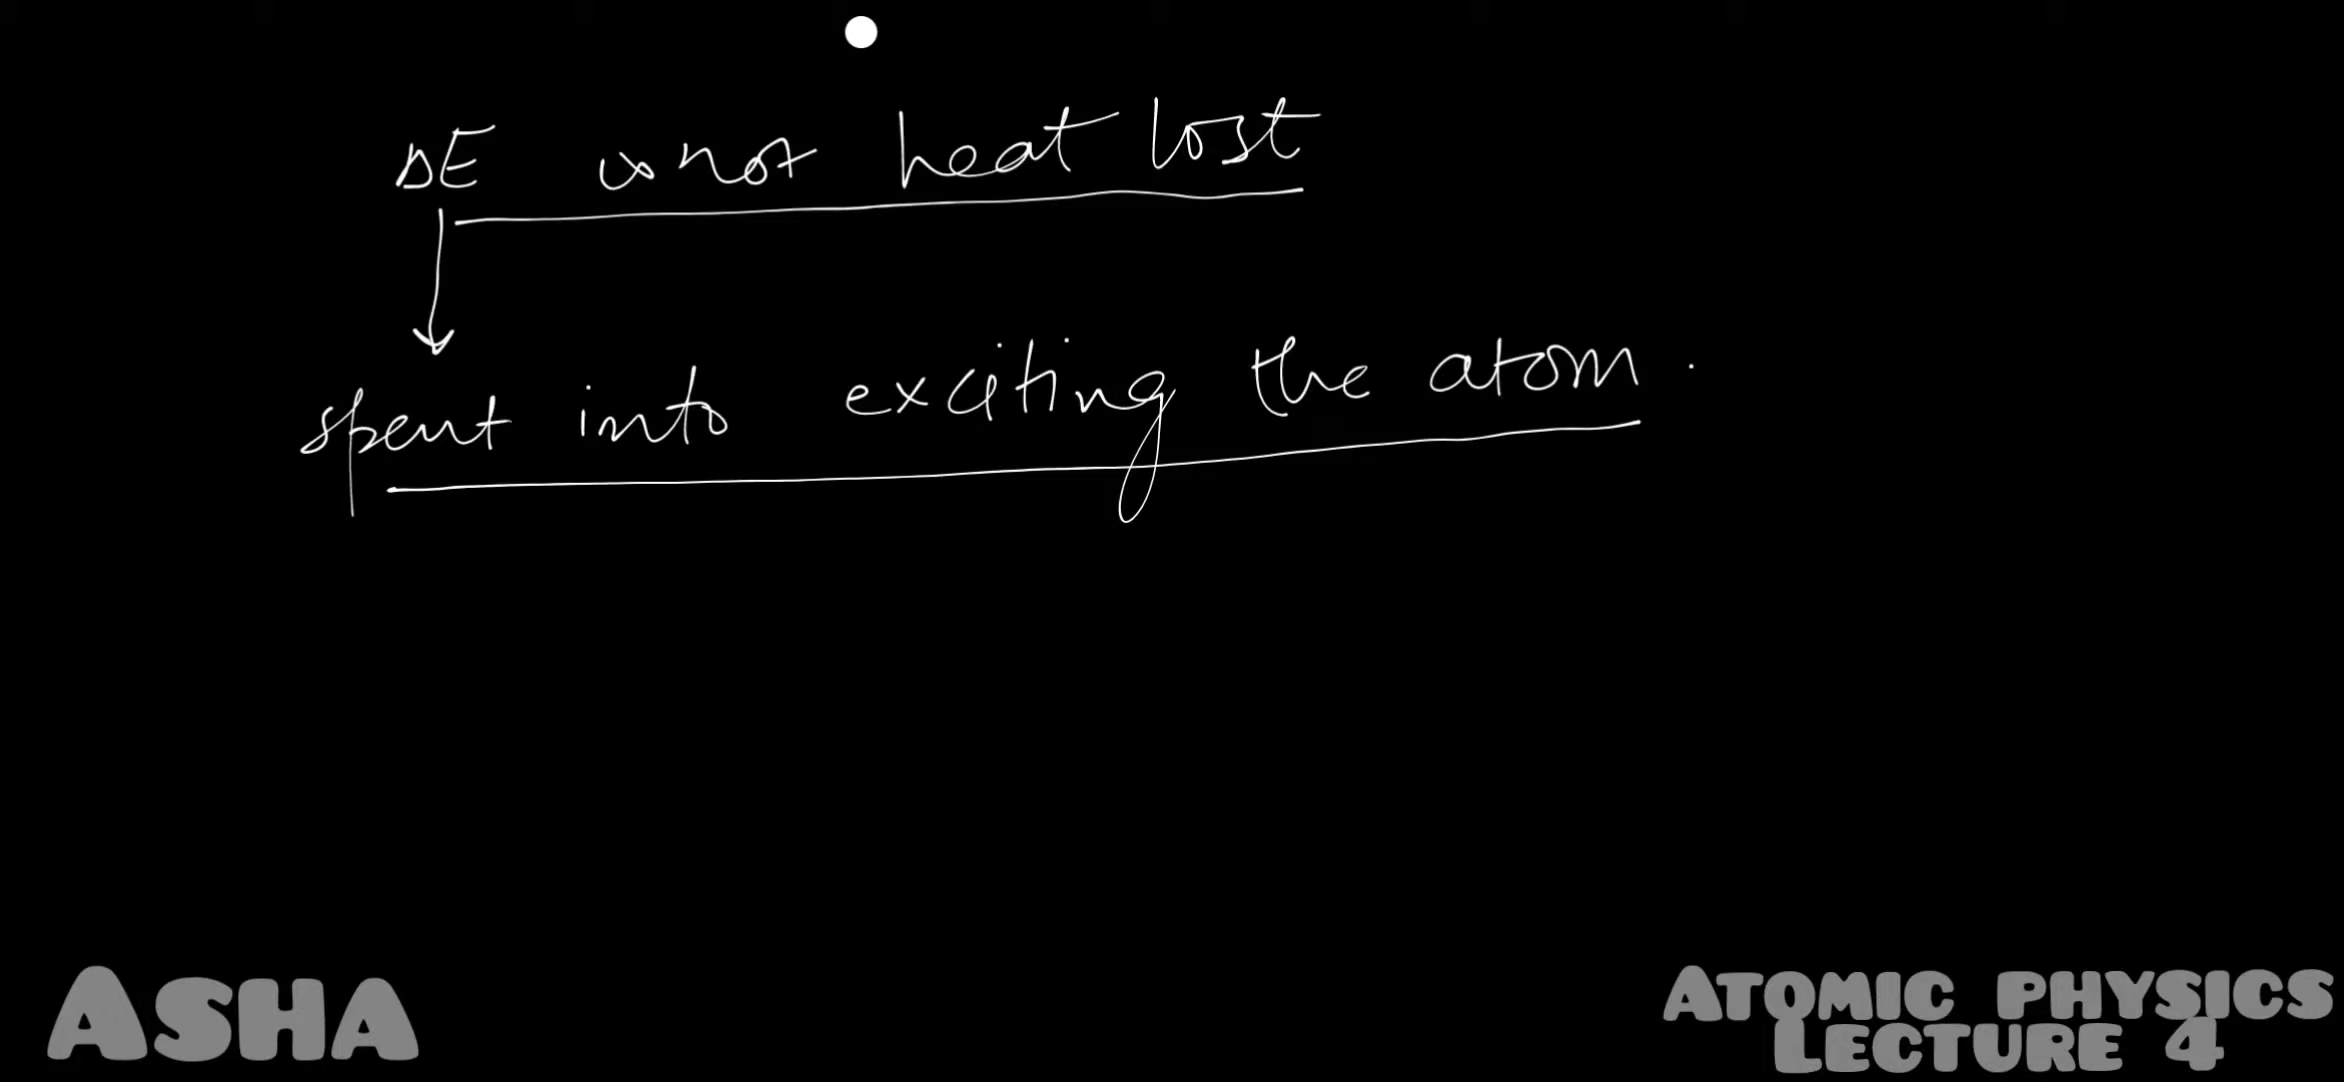 ΔE is not heat lost
spent into exciting the atom.
ASHA
ATOMIC PHYSICS
LECTURE 4